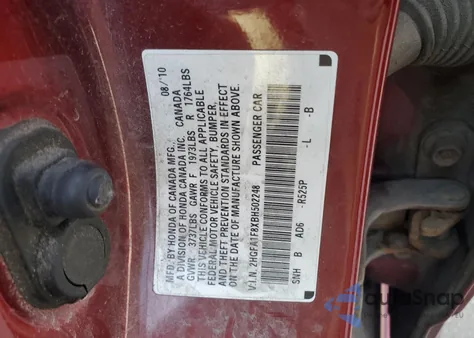 MFD. BY HONDA OF CANADA MFG., 08/10
A DIVISION OF HONDA CANADA INC. CANADA
GVWR 3737LBS GAWR F 1973LBS R 1764LBS
THIS VEHICLE CONFORMS TO ALL APPLICABLE
FEDERAL MOTOR VEHICLE SAFETY, BUMPER,
AND THEFT PREVENTION STANDARDS IN EFFECT
ON THE DATE OF MANUFACTURE SHOWN ABOVE.
V.I.N. 2HGFA1F8XBH502248 PASSENGER CAR
SNXH B AD6 -R525P -L -B
AutoSnap